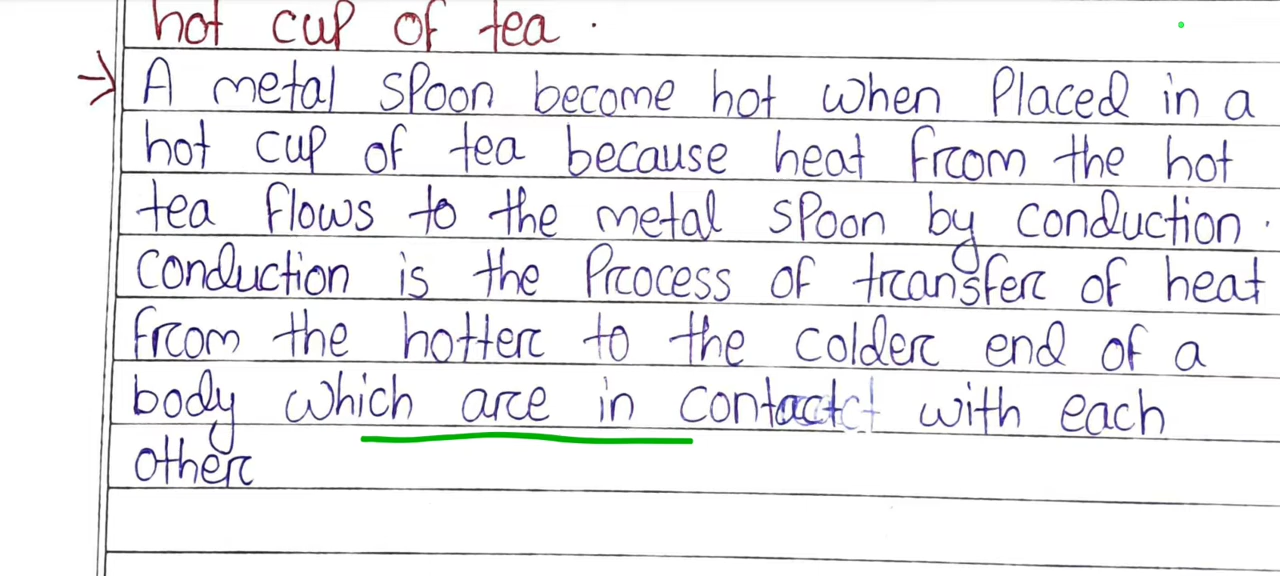 hot cup of tea.
→ A metal spoon become hot when Placed in a
hot cup of tea because heat from the hot
tea flows to the metal spoon by conduction.
Conduction is the Process of transfer of heat
from the hotter to the colder end of a
body which are in contactct with each
other